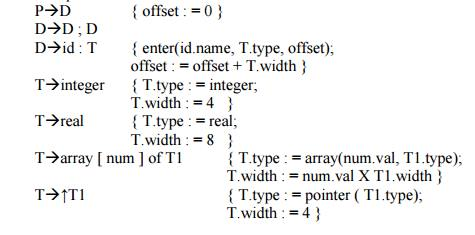 P→D { offset : = 0 }
D→D ; D
D→id : T { enter(id.name, T.type, offset);
offset : = offset + T.width }
T→integer { T.type : = integer;
T.width : = 4 }
T→real { T.type : = real;
T.width : = 8 }
T→array [ num ] of T1 { T.type : = array(num.val, T1.type);
T.width : = num.val X T1.width }
T→↑T1 { T.type : = pointer ( T1.type);
T.width : = 4 }